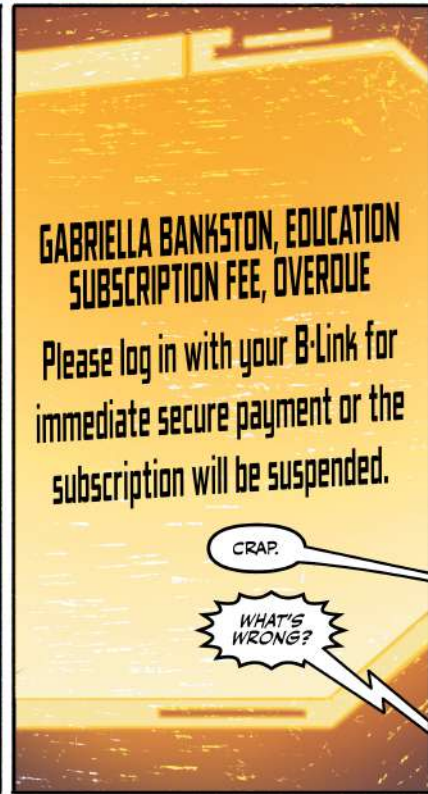 GABRIELLA BANKSTON, EDUCATION
SUBSCRIPTION FEE, OVERDUE
Please log in with your B-Link for
immediate secure payment or the
subscription will be suspended.
CRAP.
WHAT'S
WRONG?